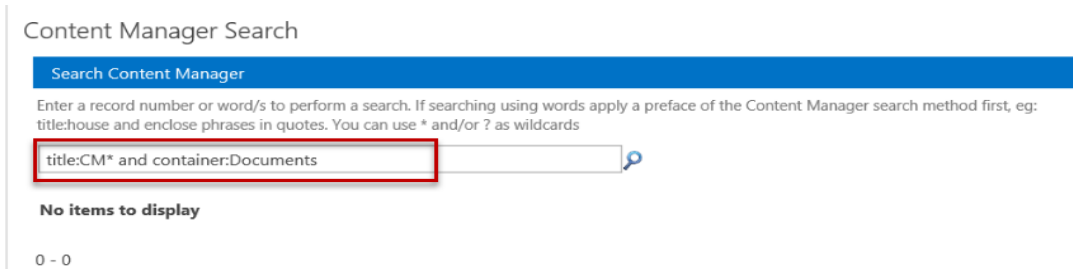 Content Manager Search
Search Content Manager
Enter a record number or word/s to perform a search. If searching using words apply a preface of the Content Manager search method first, eg:
title:house and enclose phrases in quotes. You can use * and/or ? as wildcards
title:CM* and container:Documents
No items to display
0 - 0